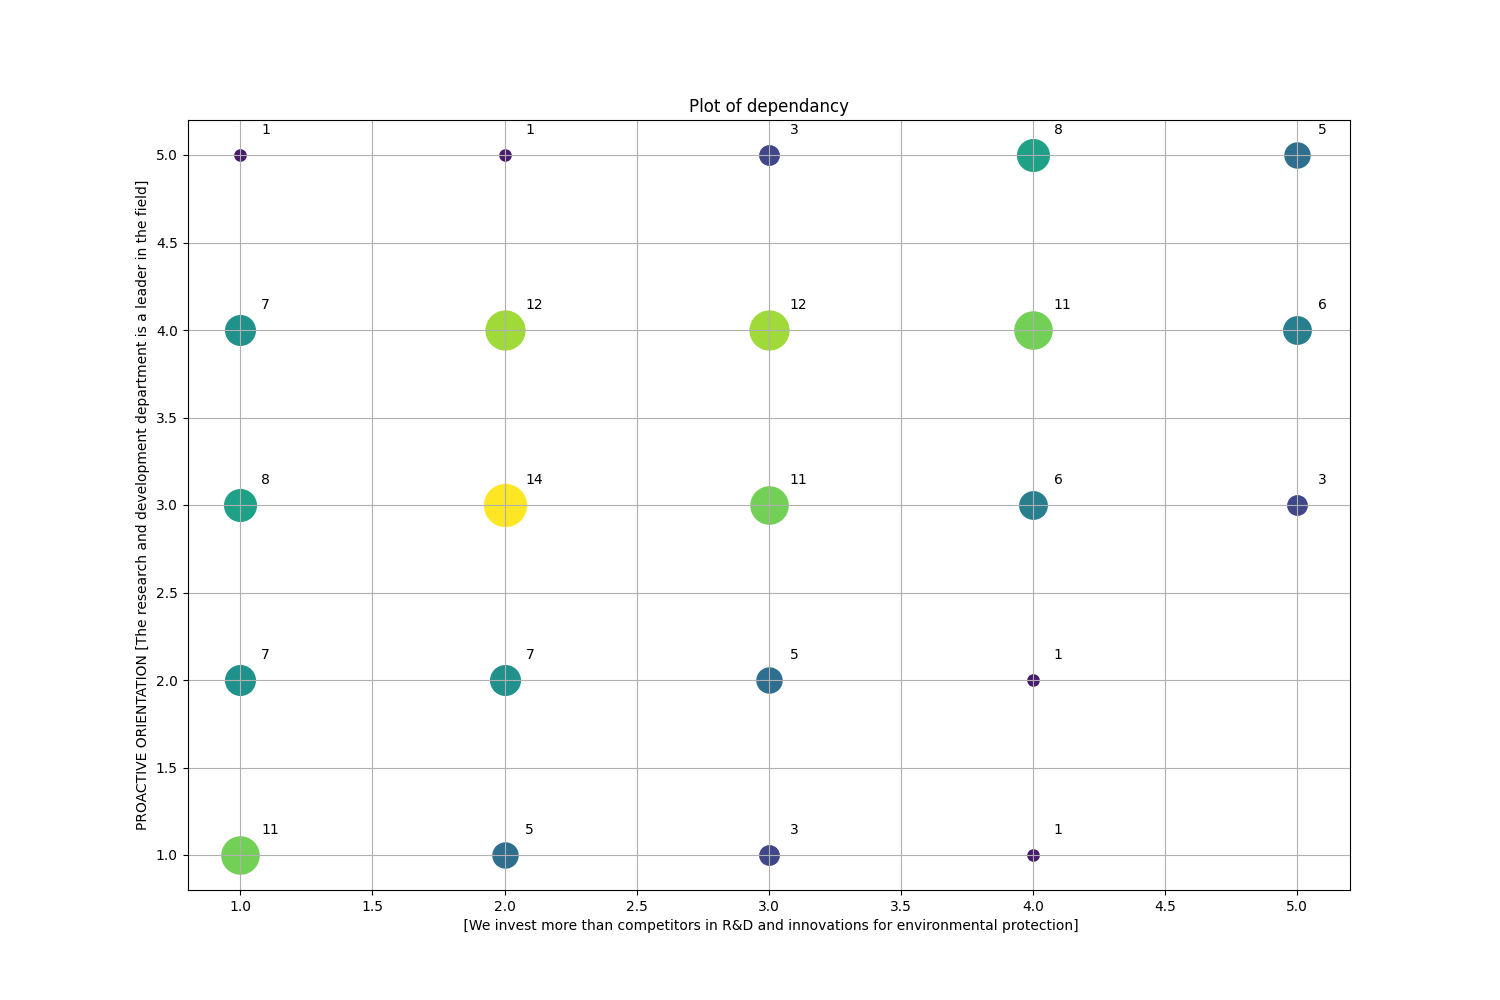 Plot of dependancy
1 1 3 8 5
5.0
4.5
7 12 12 11 6
4.0
3.5
8 14 11 6 3
3.0
2.5
7 7 5 1
2.0
1.5
11 5 3 1
1.0
1.0 1.5 2.0 2.5 3.0 3.5 4.0 4.5 5.0
[We invest more than competitors in R&D and innovations for environmental protection]
PROACTIVE ORIENTATION [The research and development department is a leader in the field]